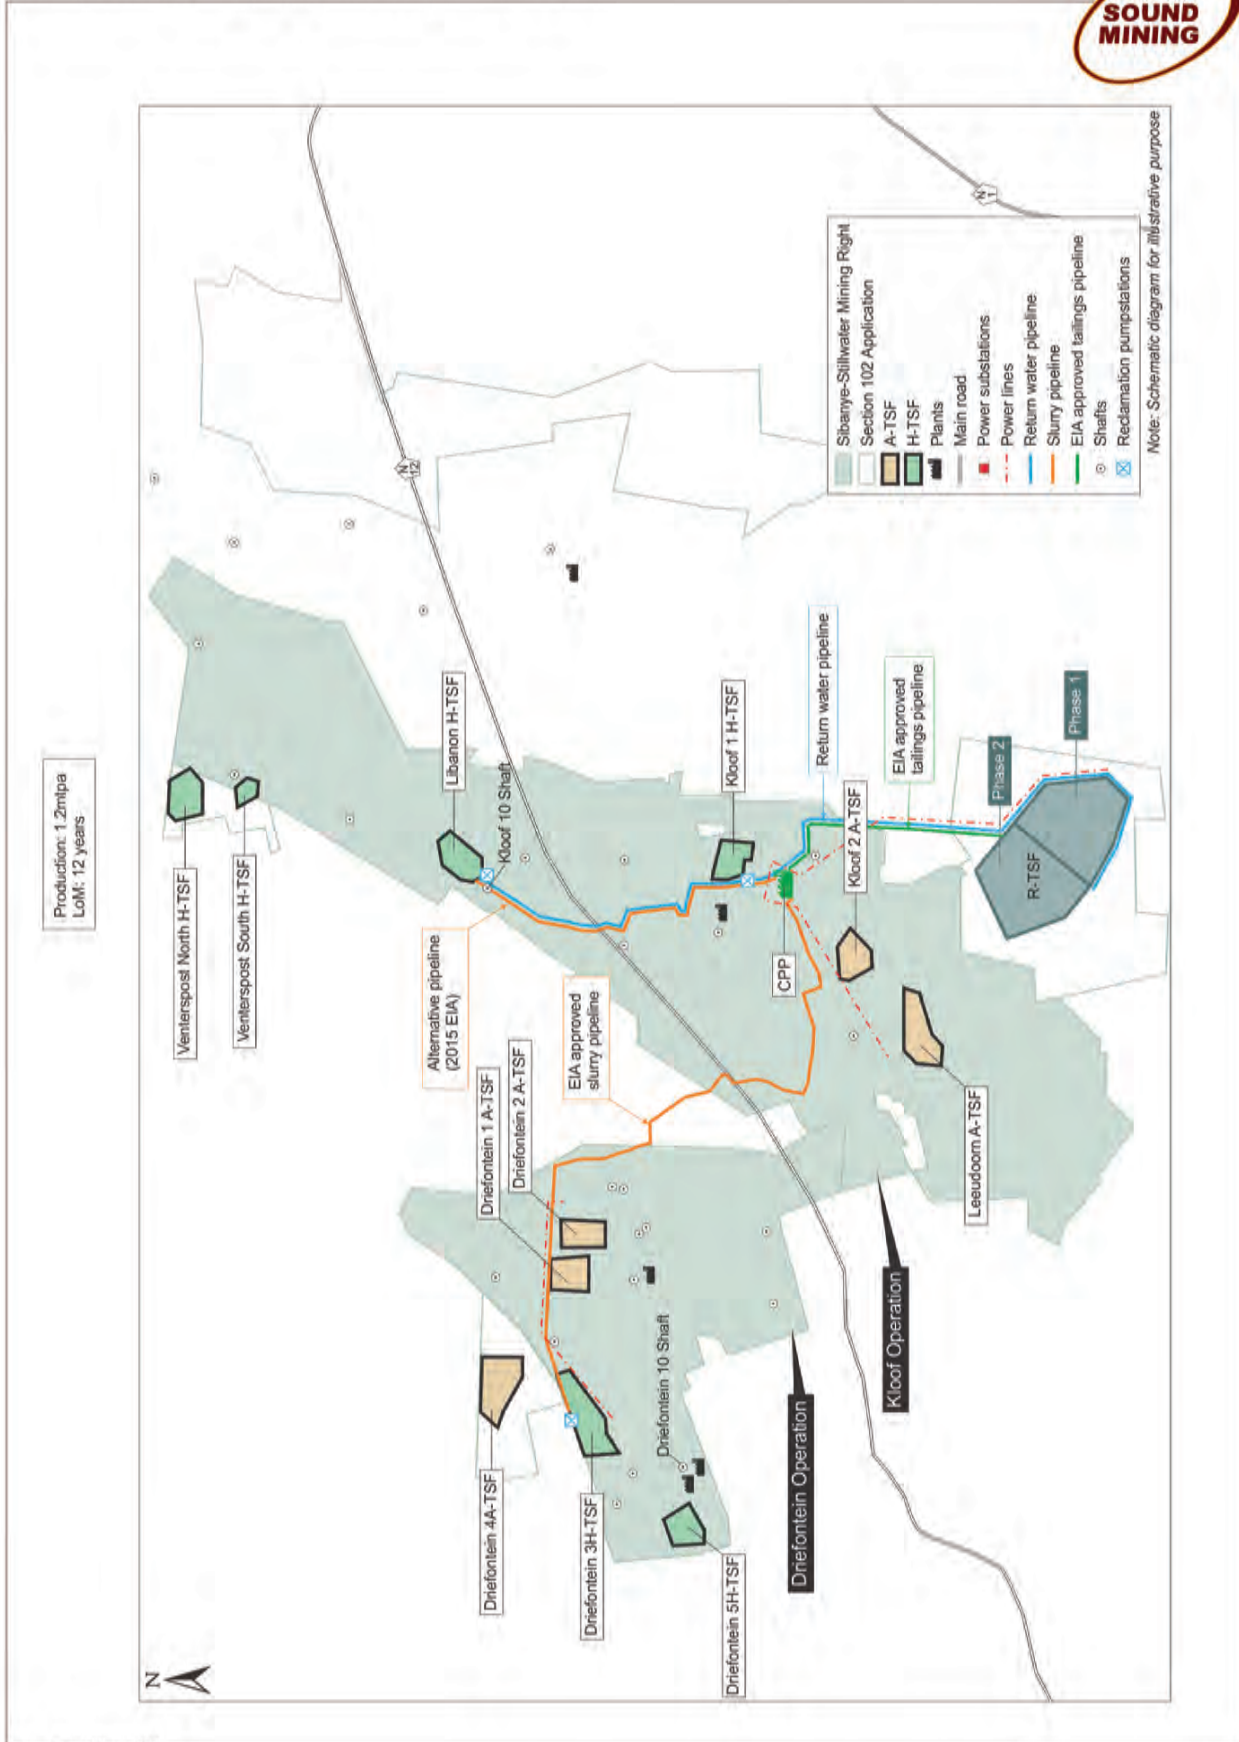 SOUND
MINING
Production: 1.2mtpa
LoM: 12 years
N
Venterspost North H-TSF
Venterspost South H-TSF
Libanon H-TSF
Kloof 10 Shaft
Alternative pipeline
(2015 EIA)
EIA approved
slurry pipeline
Driefontein 1 A-TSF
Driefontein 2 A-TSF
Driefontein 4A-TSF
Driefontein 3H-TSF
Driefontein 10 Shaft
Driefontein 5H-TSF
Driefontein Operation
Kloof Operation
N
12
Kloof 1 H-TSF
CPP
Kloof 2 A-TSF
Leeudoorn A-TSF
Return water pipeline
EIA approved
tailings pipeline
Phase 2
Phase 1
R-TSF
N
1
Sibanye-Stillwater Mining Right
Section 102 Application
A-TSF
H-TSF
Plants
Main road
Power substations
Power lines
Return water pipeline
Slurry pipeline
EIA approved tailings pipeline
Shafts
Reclamation pumpstations
Note: Schematic diagram for illustrative purpose